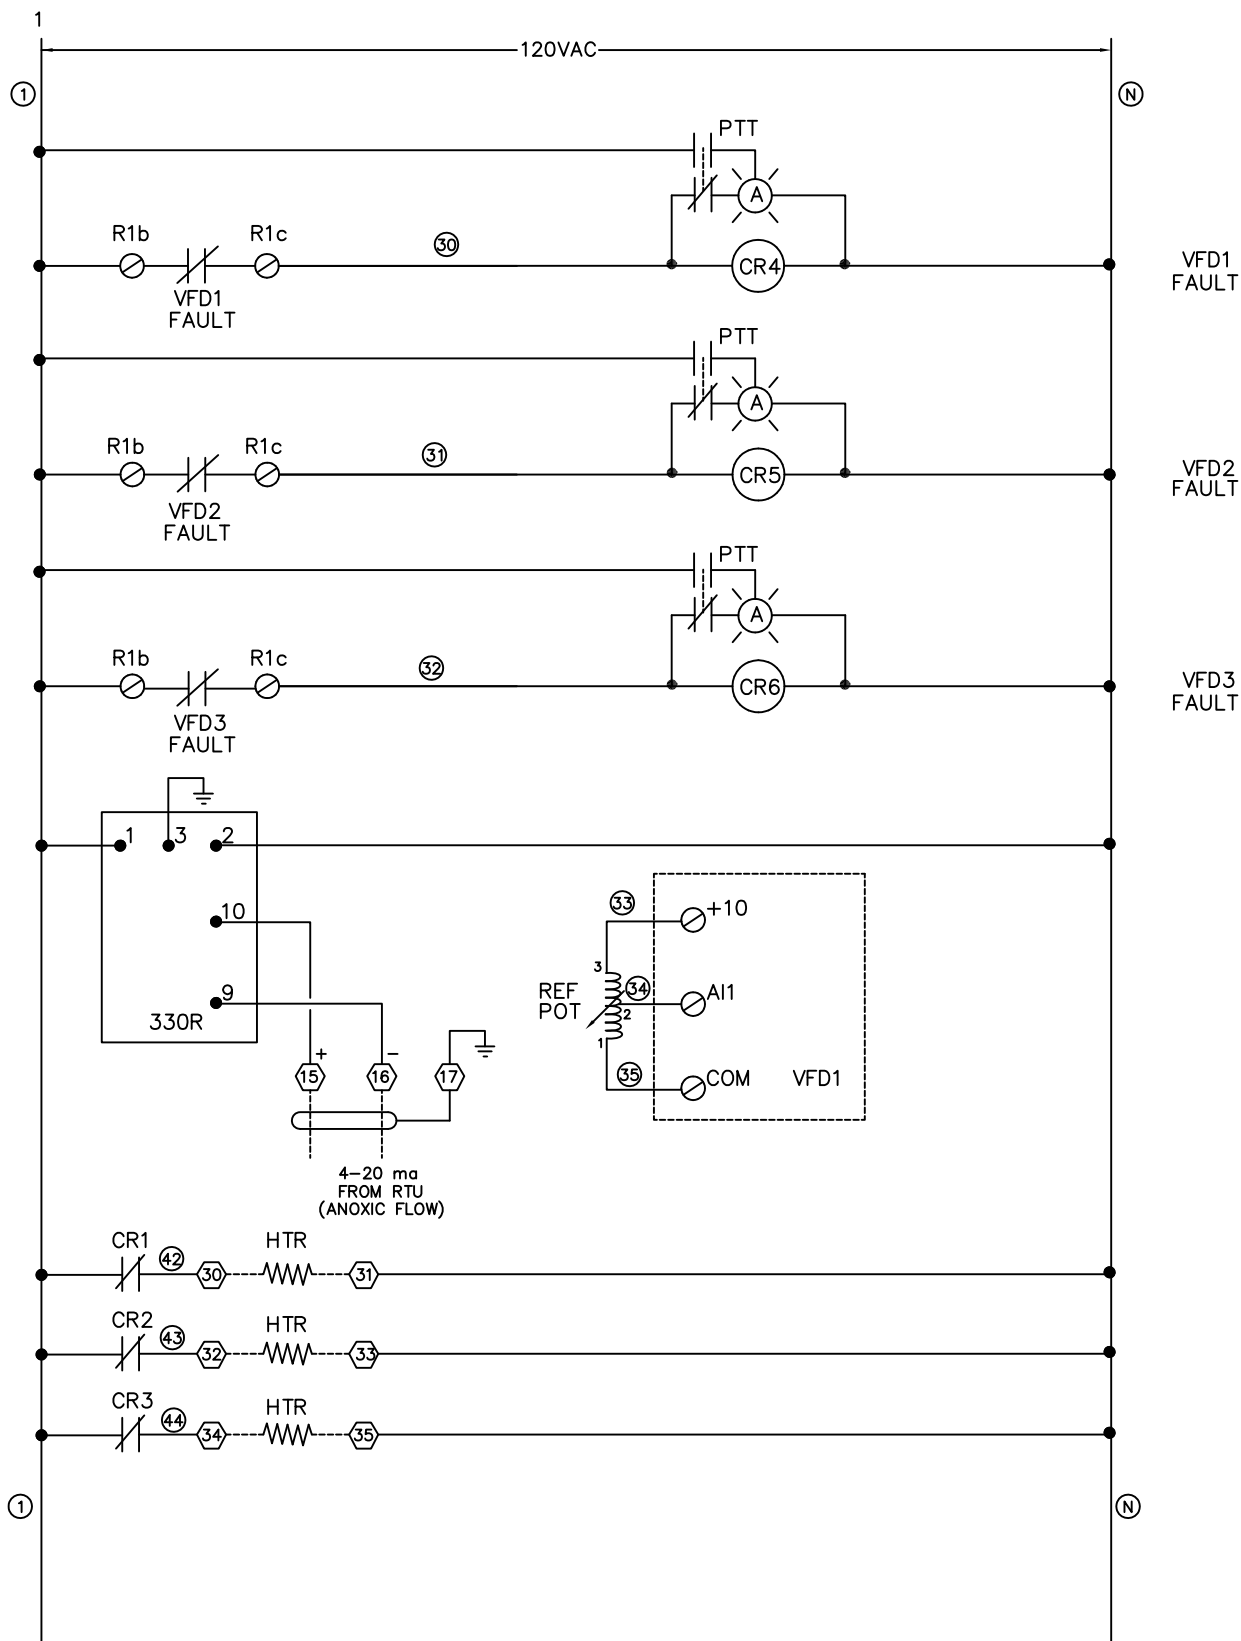 1
120VAC
1
N
PTT
A
R1b
R1c
30
CR4
VFD1
FAULT
VFD1
FAULT
PTT
A
R1b
R1c
31
CR5
VFD2
FAULT
VFD2
FAULT
PTT
A
R1b
R1c
32
CR6
VFD3
FAULT
VFD3
FAULT
1
3
2
10
9
330R
33
+10
3
REF
POT
34
AI1
2
1
35
COM
VFD1
+
–
15
16
17
4–20 ma
FROM RTU
(ANOXIC FLOW)
CR1
42
30
HTR
31
CR2
43
32
HTR
33
CR3
44
34
HTR
35
1
N